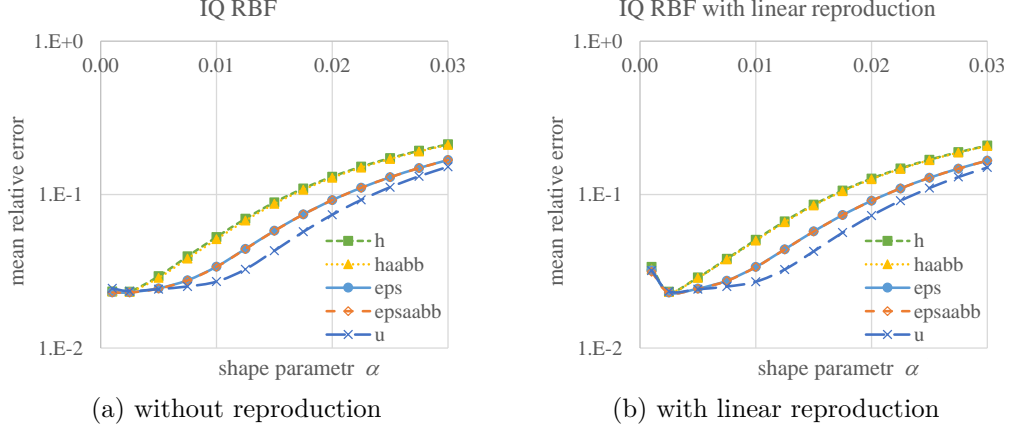 IQ RBF
1.E+0
0.00 0.01 0.02 0.03
1.E-1
1.E-2
mean relative error
h
haabb
eps
epsaabb
u
shape parametr α
(a) without reproduction
IQ RBF with linear reproduction
1.E+0
0.00 0.01 0.02 0.03
1.E-1
1.E-2
mean relative error
h
haabb
eps
epsaabb
u
shape parametr α
(b) with linear reproduction